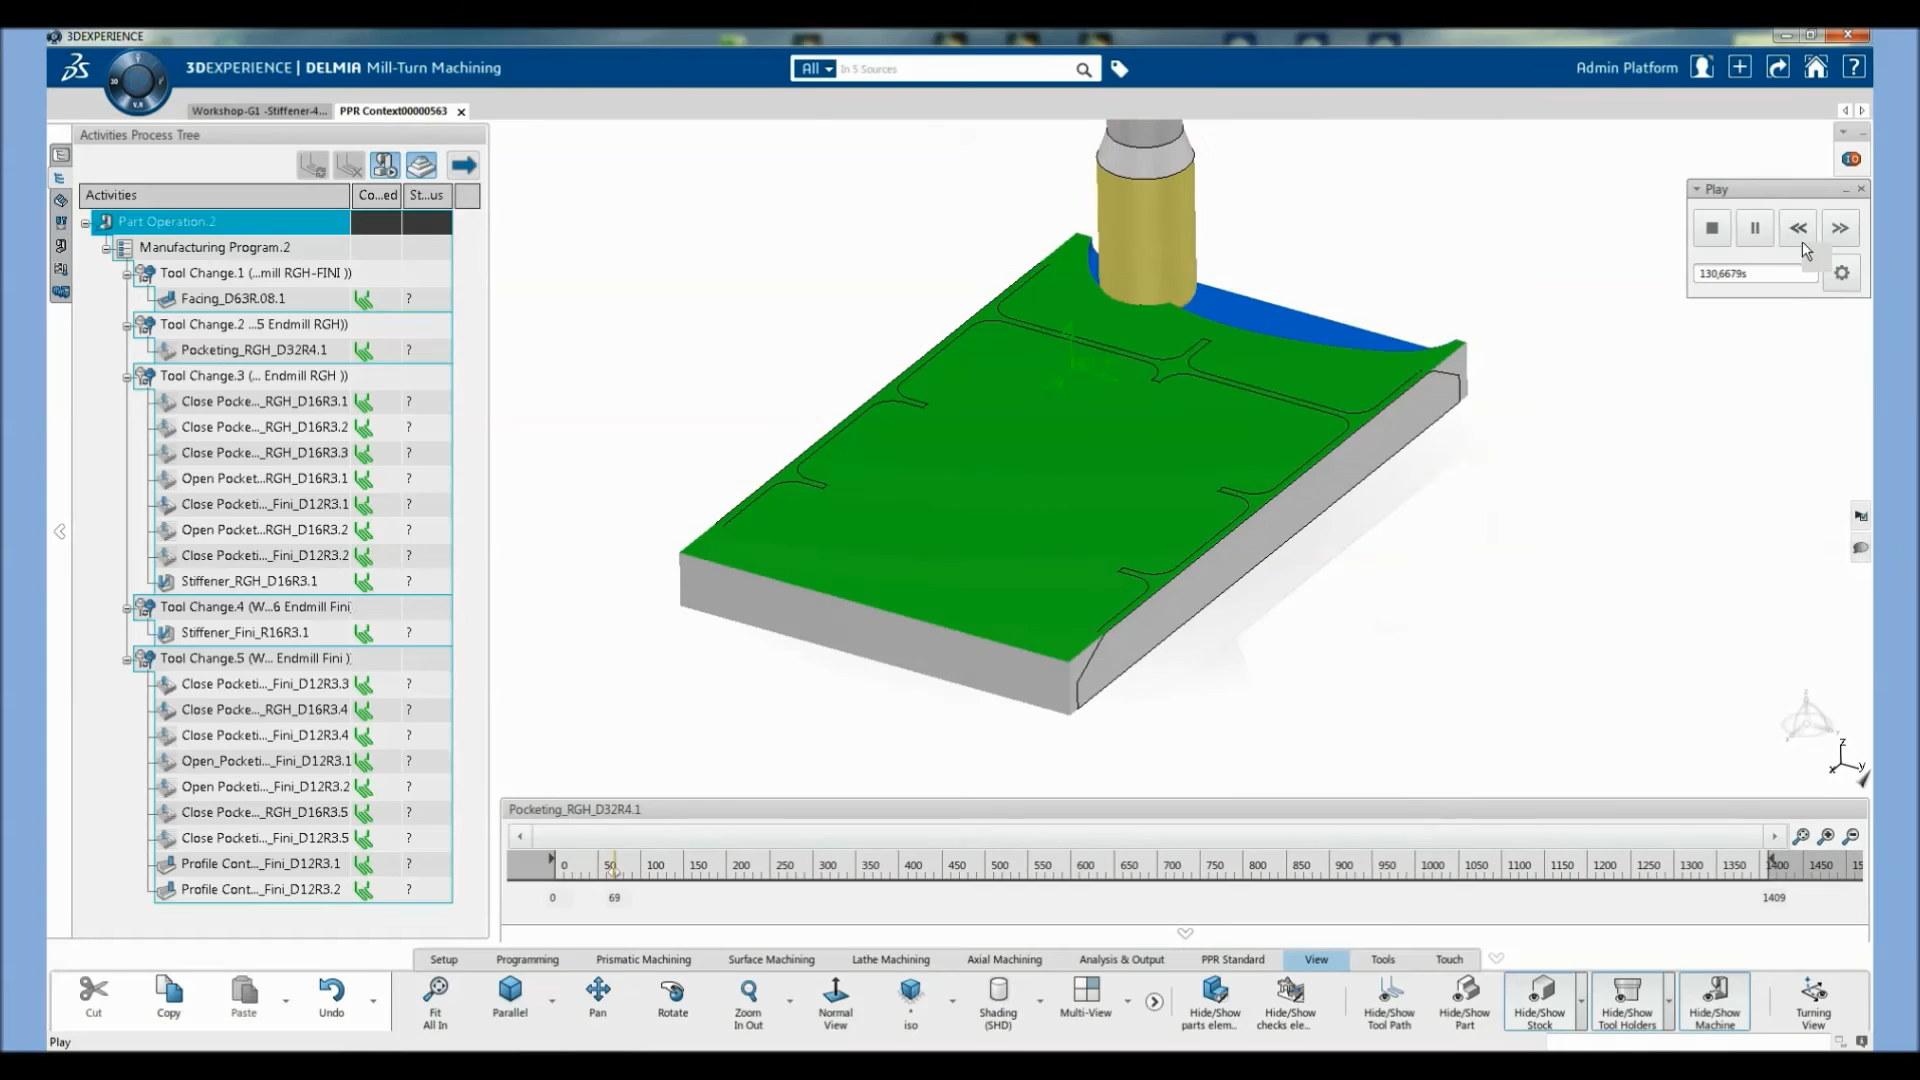 3DEXPERIENCE
3DEXPERIENCE | DELMIA Mill-Turn Machining
All
In 5 Sources
Admin Platform
3D
V.R
Workshop-G1 -Stiffener-4...
PPR Context00000563
Activities Process Tree
Activities
Co...ed
St...us
Part Operation.2
Manufacturing Program.2
Tool Change.1 (...mill RGH-FINI ))
Facing_D63R.08.1 ?
Tool Change.2 ...5 Endmill RGH))
Pocketing_RGH_D32R4.1 ?
Tool Change.3 (... Endmill RGH ))
Close Pocke..._RGH_D16R3.1 ?
Close Pocke..._RGH_D16R3.2 ?
Close Pocke..._RGH_D16R3.3 ?
Open Pocket...RGH_D16R3.1 ?
Close Pocketi..._Fini_D12R3.1 ?
Open Pocket...RGH_D16R3.2 ?
Close Pocketi..._Fini_D12R3.2 ?
Stiffener_RGH_D16R3.1 ?
Tool Change.4 (W...6 Endmill Fini
Stiffener_Fini_R16R3.1 ?
Tool Change.5 (W... Endmill Fini )
Close Pocketi..._Fini_D12R3.3 ?
Close Pocke..._RGH_D16R3.4 ?
Close Pocketi..._Fini_D12R3.4 ?
Open_Pocketi..._Fini_D12R3.1 ?
Open Pocketi..._Fini_D12R3.2 ?
Close Pocke..._RGH_D16R3.5 ?
Close Pocketi..._Fini_D12R3.5 ?
Profile Cont..._Fini_D12R3.1 ?
Profile Cont..._Fini_D12R3.2 ?
Play
130,6679s
z
x
y
Pocketing_RGH_D32R4.1
0 50 100 150 200 250 300 350 400 450 500 550 600 650 700 750 800 850 900 950 1000 1050 1100 1150 1200 1250 1300 1350 1400 1450 15
0 69 1409
Setup
Programming
Prismatic Machining
Surface Machining
Lathe Machining
Axial Machining
Analysis & Output
PPR Standard
View
Tools
Touch
Cut
Copy
Paste
Undo
Fit
All In
Parallel
Pan
Rotate
Zoom
In Out
Normal
View
*
iso
Shading
(SHD)
Multi-View
Hide/Show
parts elem...
Hide/Show
checks ele...
Hide/Show
Tool Path
Hide/Show
Part
Hide/Show
Stock
Hide/Show
Tool Holders
Hide/Show
Machine
Turning
View
Play